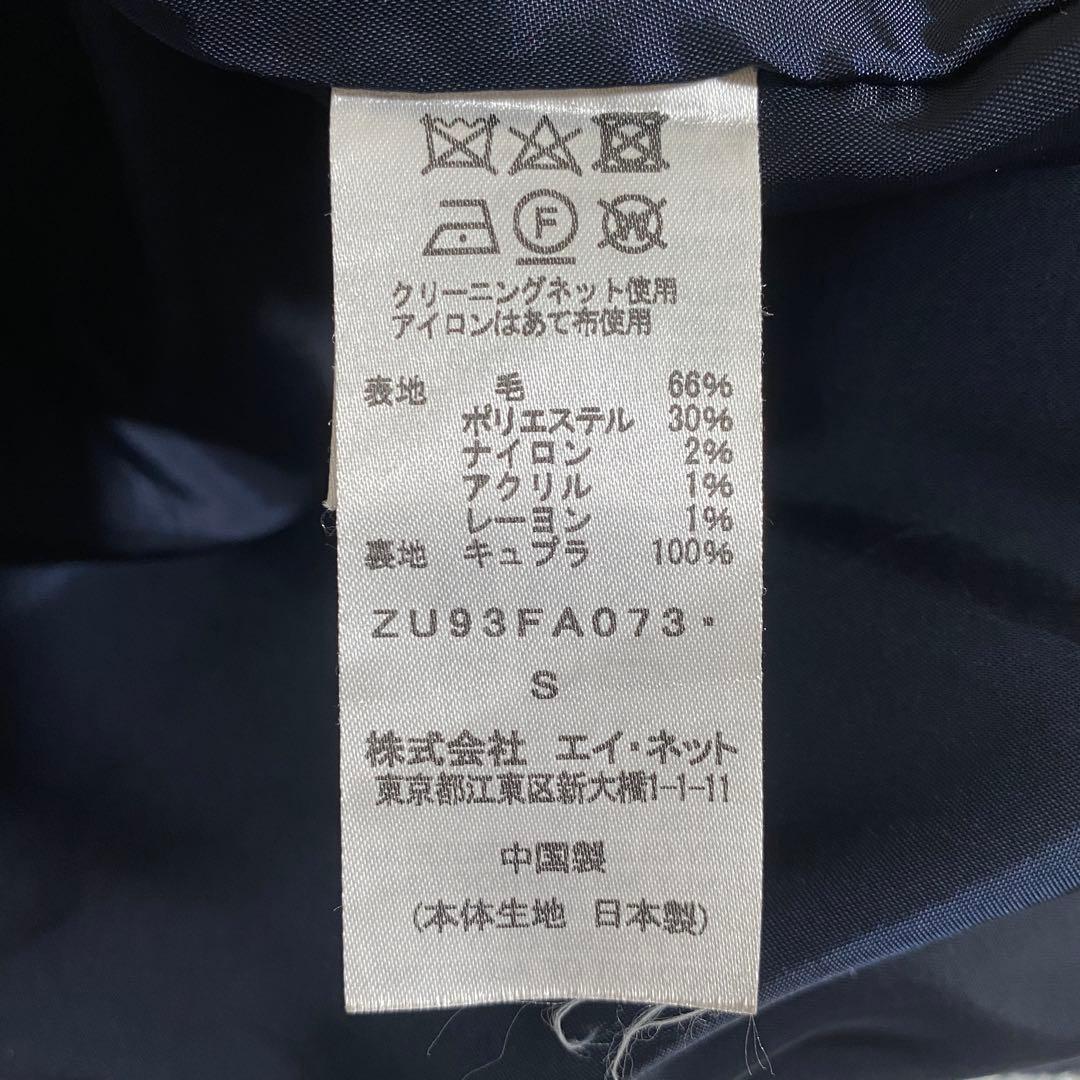 F W
クリーニングネット使用
アイロンはあて布使用
表地 毛 66%
ポリエステル 30%
ナイロン 2%
アクリル 1%
レーヨン 1%
裏地 キュプラ 100%
ZU93FA073・
S
株式会社 エイ・ネット
東京都江東区新大橋1-1-11
中国製
(本体生地 日本製)